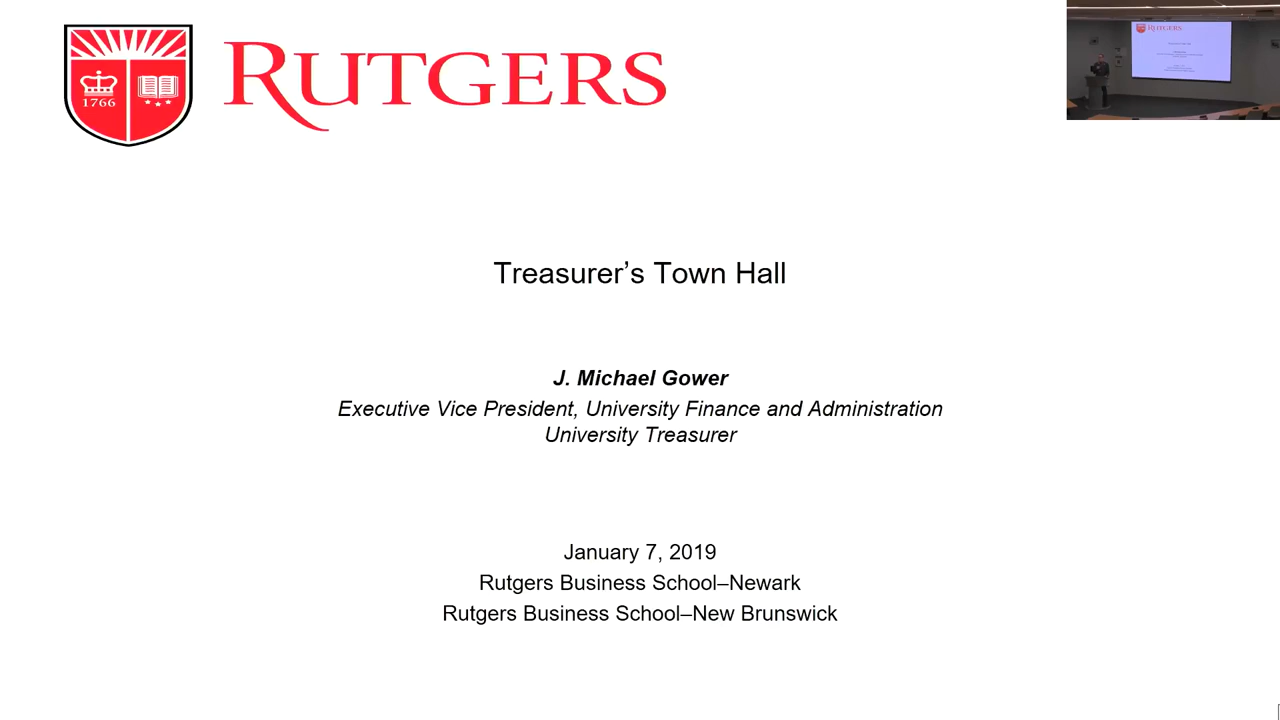 1766
RUTGERS
Treasurer’s Town Hall
J. Michael Gower
Executive Vice President, University Finance and Administration
University Treasurer
January 7, 2019
Rutgers Business School–Newark
Rutgers Business School–New Brunswick